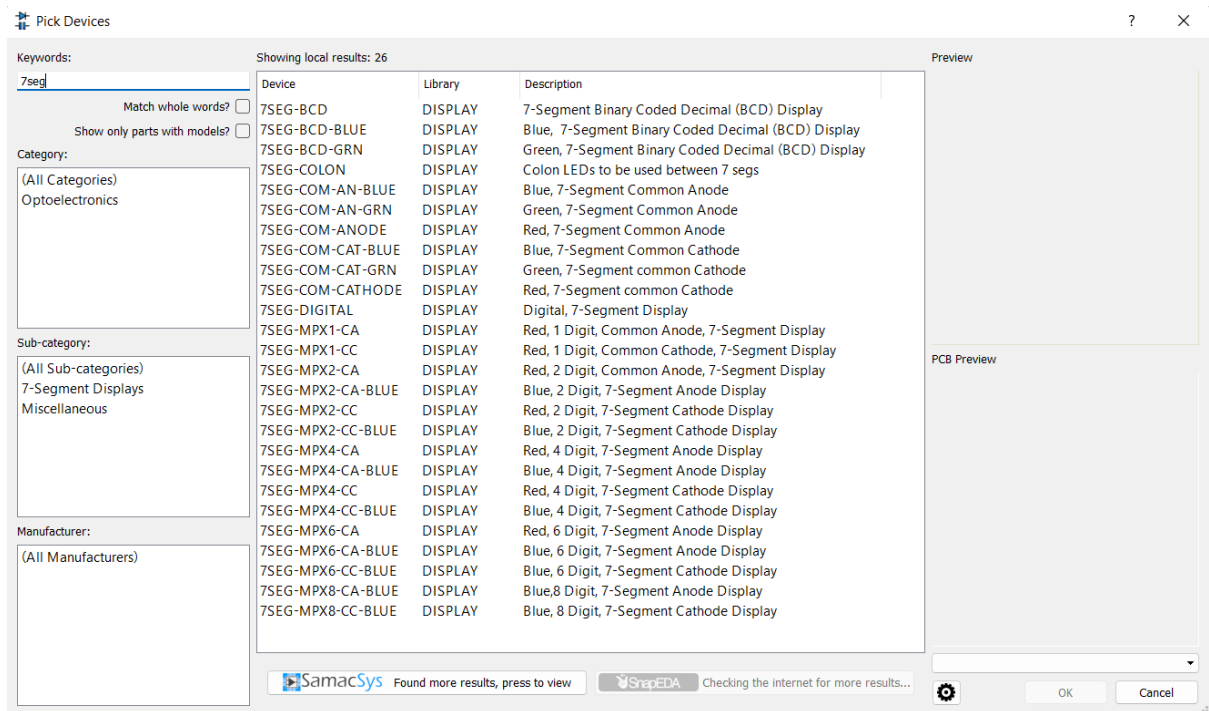 Pick Devices
?
Keywords:
7seg
Match whole words?
Show only parts with models?
Category:
(All Categories)
Optoelectronics
Sub-category:
(All Sub-categories)
7-Segment Displays
Miscellaneous
Manufacturer:
(All Manufacturers)
Showing local results: 26
Device Library Description
7SEG-BCD DISPLAY 7-Segment Binary Coded Decimal (BCD) Display
7SEG-BCD-BLUE DISPLAY Blue, 7-Segment Binary Coded Decimal (BCD) Display
7SEG-BCD-GRN DISPLAY Green, 7-Segment Binary Coded Decimal (BCD) Display
7SEG-COLON DISPLAY Colon LEDs to be used between 7 segs
7SEG-COM-AN-BLUE DISPLAY Blue, 7-Segment Common Anode
7SEG-COM-AN-GRN DISPLAY Green, 7-Segment Common Anode
7SEG-COM-ANODE DISPLAY Red, 7-Segment Common Anode
7SEG-COM-CAT-BLUE DISPLAY Blue, 7-Segment Common Cathode
7SEG-COM-CAT-GRN DISPLAY Green, 7-Segment common Cathode
7SEG-COM-CATHODE DISPLAY Red, 7-Segment common Cathode
7SEG-DIGITAL DISPLAY Digital, 7-Segment Display
7SEG-MPX1-CA DISPLAY Red, 1 Digit, Common Anode, 7-Segment Display
7SEG-MPX1-CC DISPLAY Red, 1 Digit, Common Cathode, 7-Segment Display
7SEG-MPX2-CA DISPLAY Red, 2 Digit, Common Anode, 7-Segment Display
7SEG-MPX2-CA-BLUE DISPLAY Blue, 2 Digit, 7-Segment Anode Display
7SEG-MPX2-CC DISPLAY Red, 2 Digit, 7-Segment Cathode Display
7SEG-MPX2-CC-BLUE DISPLAY Blue, 2 Digit, 7-Segment Cathode Display
7SEG-MPX4-CA DISPLAY Red, 4 Digit, 7-Segment Anode Display
7SEG-MPX4-CA-BLUE DISPLAY Blue, 4 Digit, 7-Segment Anode Display
7SEG-MPX4-CC DISPLAY Red, 4 Digit, 7-Segment Cathode Display
7SEG-MPX4-CC-BLUE DISPLAY Blue, 4 Digit, 7-Segment Cathode Display
7SEG-MPX6-CA DISPLAY Red, 6 Digit, 7-Segment Anode Display
7SEG-MPX6-CA-BLUE DISPLAY Blue, 6 Digit, 7-Segment Anode Display
7SEG-MPX6-CC-BLUE DISPLAY Blue, 6 Digit, 7-Segment Cathode Display
7SEG-MPX8-CA-BLUE DISPLAY Blue,8 Digit, 7-Segment Anode Display
7SEG-MPX8-CC-BLUE DISPLAY Blue, 8 Digit, 7-Segment Cathode Display
SamacSys Found more results, press to view
SnapEDA Checking the internet for more results...
Preview
PCB Preview
OK
Cancel